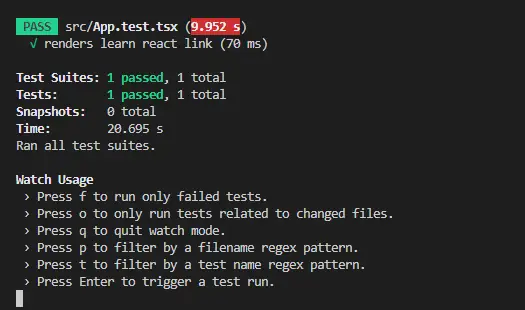 PASS src/App.test.tsx (9.952 s)
√ renders learn react link (70 ms)
Test Suites: 1 passed, 1 total
Tests: 1 passed, 1 total
Snapshots: 0 total
Time: 20.695 s
Ran all test suites.
Watch Usage
› Press f to run only failed tests.
› Press o to only run tests related to changed files.
› Press q to quit watch mode.
› Press p to filter by a filename regex pattern.
› Press t to filter by a test name regex pattern.
› Press Enter to trigger a test run.